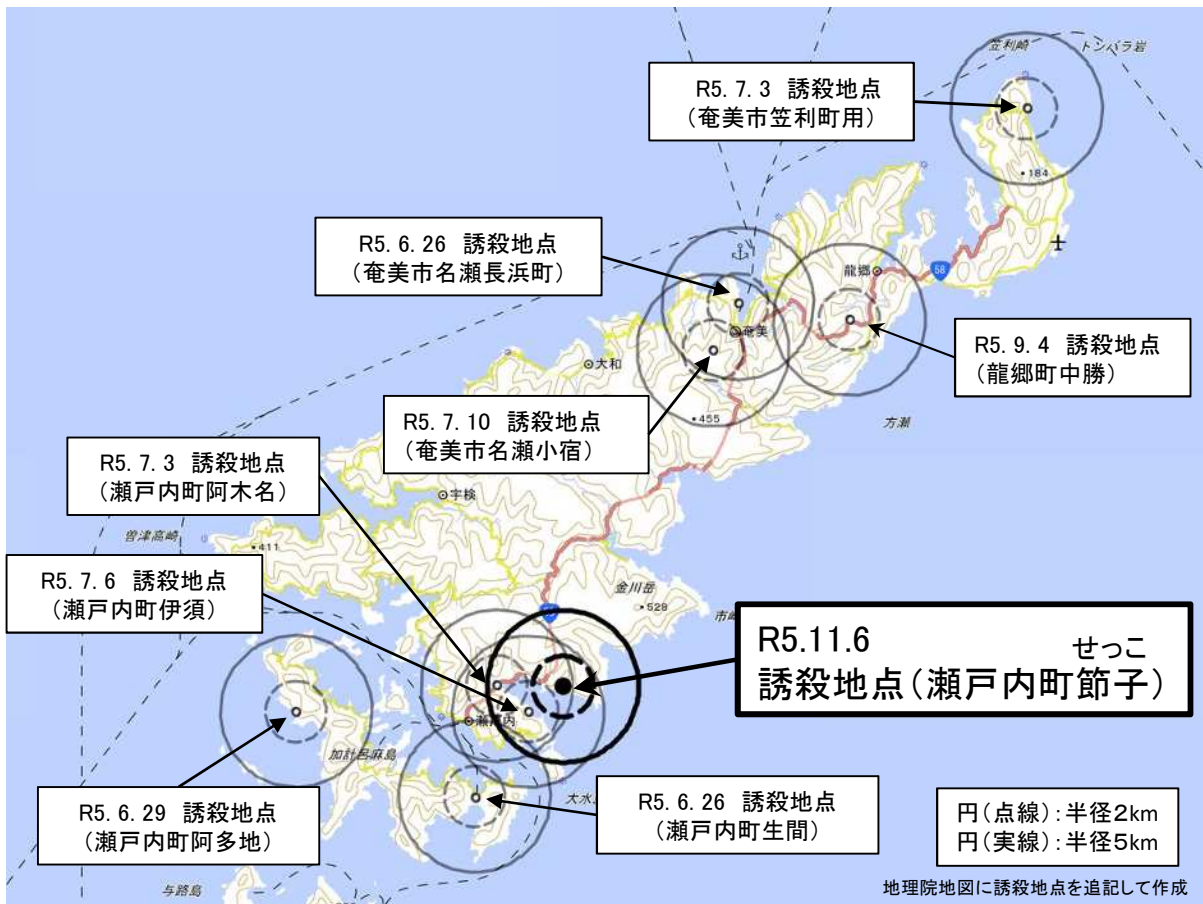 笠利崎
トンバラ岩
R5.7.3 誘殺地点
(奄美市笠利町用)
184
R5.6.26 誘殺地点
(奄美市名瀬長浜町)
龍郷
58
奄美
大和
R5.9.4 誘殺地点
(龍郷町中勝)
455
方瀬
R5.7.10 誘殺地点
(奄美市名瀬小宿)
R5.7.3 誘殺地点
(瀬戸内町阿木名)
宇検
曽津高崎
411
R5.7.6 誘殺地点
(瀬戸内町伊須)
金川岳
529
市崎
R5.11.6
せっこ
誘殺地点(瀬戸内町節子)
瀬戸内
加計呂麻島
R5.6.29 誘殺地点
(瀬戸内町阿多地)
R5.6.26 誘殺地点
(瀬戸内町生間)
円(点線):半径2km
円(実線):半径5km
与路島
地理院地図に誘殺地点を追記して作成